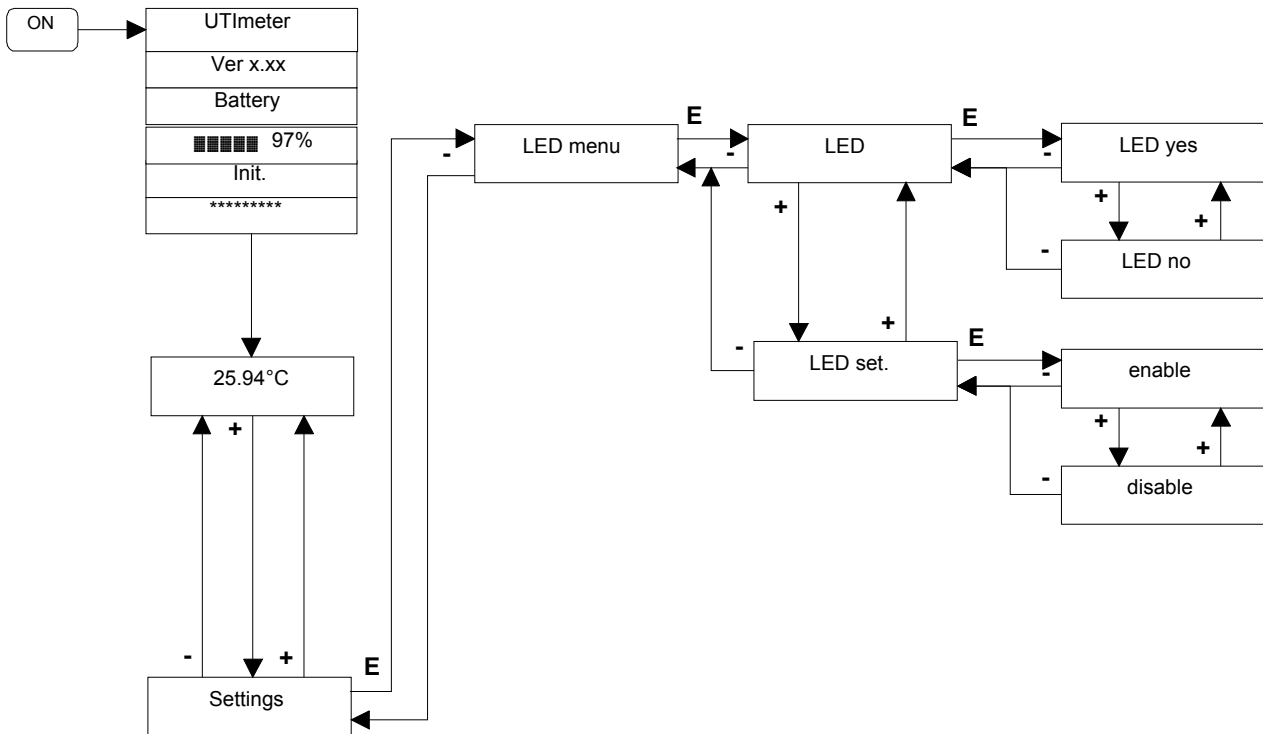 ON
UTImeter
Ver x.xx
Battery
97%
Init.
*********
25.94°C
+
-
+
Settings
E
-
LED menu
E
-
LED
E
-
LED yes
+
+
-
LED no
+
+
-
LED set.
E
-
enable
+
+
-
disable